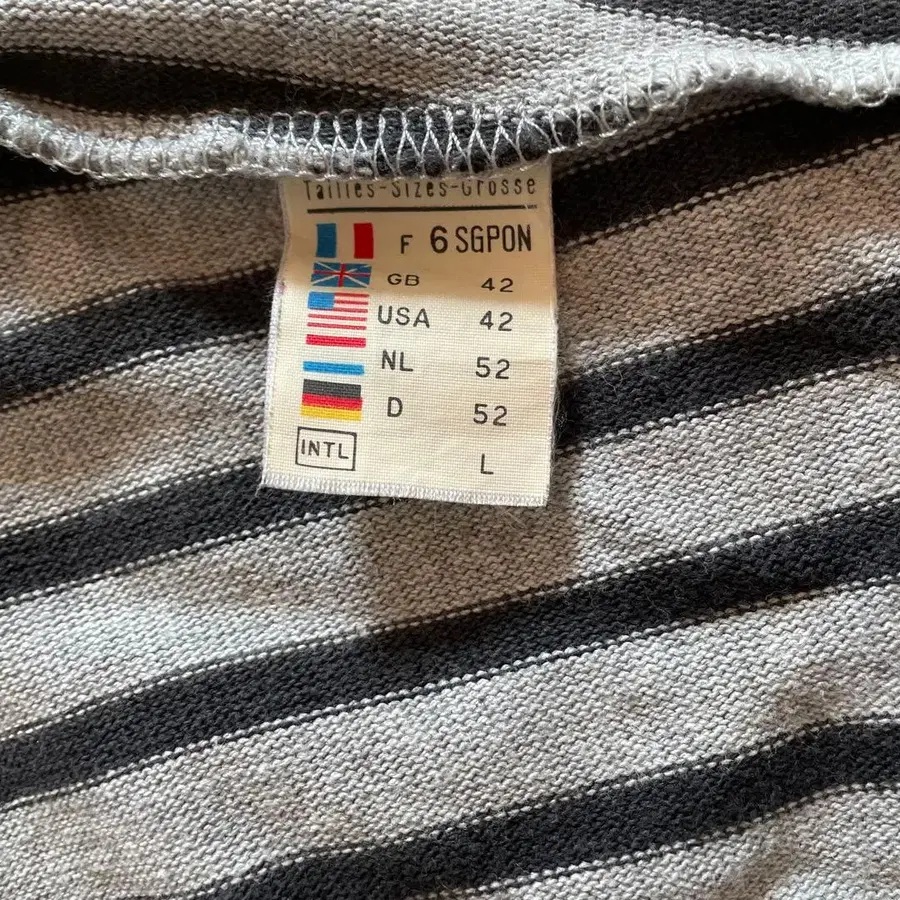 Tailles-Sizes-Grosse
F 6 SGPON
GB 42
USA 42
NL 52
D 52
INTL L